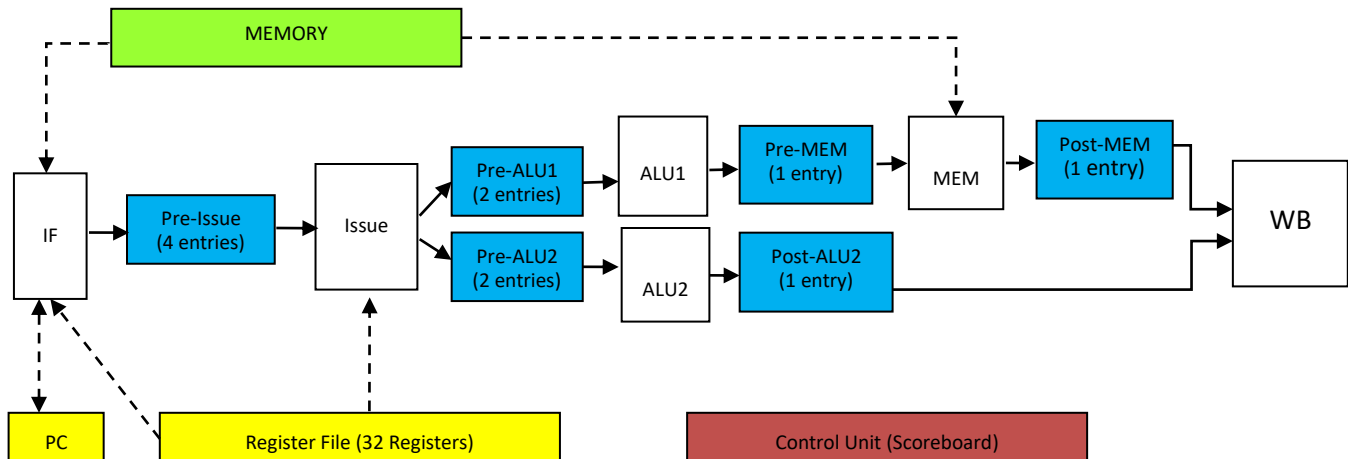 MEMORY
Pre-ALU1
(2 entries)
ALU1
Pre-MEM
(1 entry)
MEM
Post-MEM
(1 entry)
IF
Pre-Issue
(4 entries)
Issue
Pre-ALU2
(2 entries)
ALU2
Post-ALU2
(1 entry)
WB
PC
Register File (32 Registers)
Control Unit (Scoreboard)